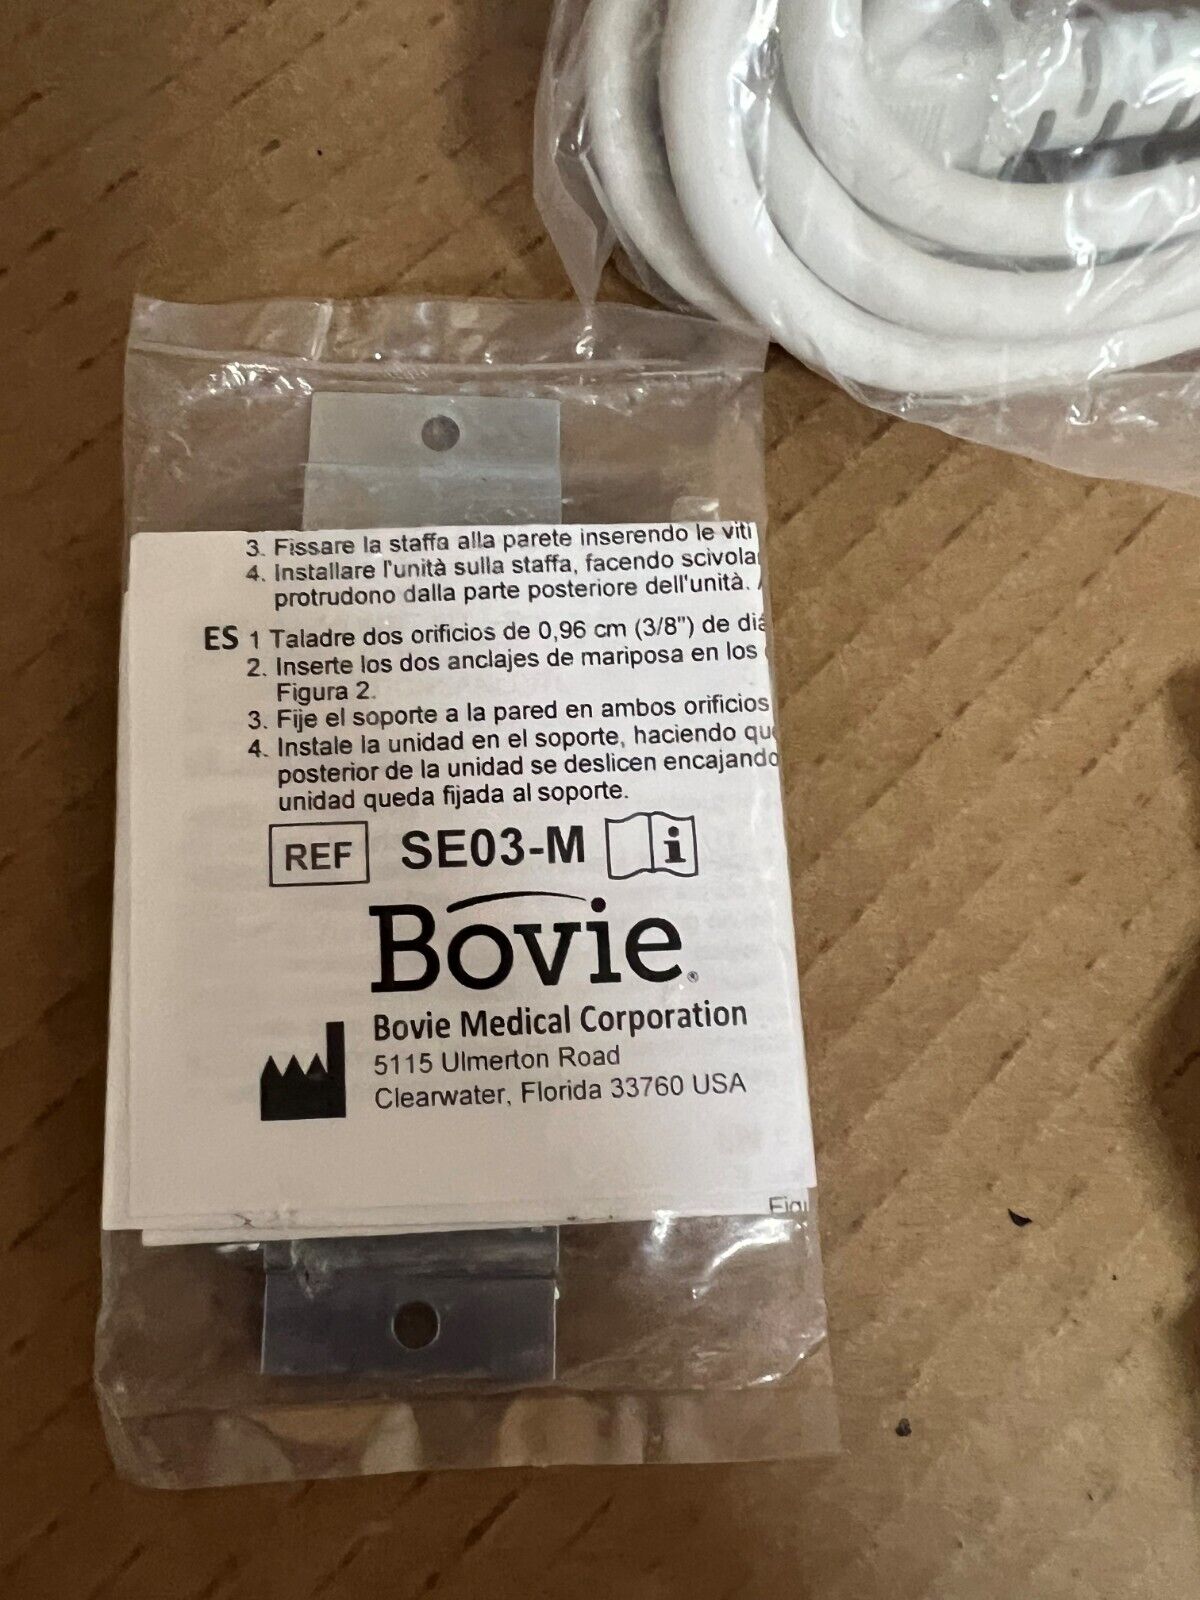 3. Fissare la staffa alla parete inserendo le viti
4. Installare l'unità sulla staffa, facendo
protrudono dalla parte posteriore dell'unità.
ES 1 Taladre dos orificios de 0,96 cm (3/8") de
2. Inserte los dos anclajes de mariposa en los
Figura 2.
3. Fije el soporte a la pared en ambos orificios
4. Instale la unidad en el soporte, haciendo
posterior de la unidad se deslicen encajando
unidad queda fijada al soporte.
REF SE03-M i
Bovie®
Bovie Medical Corporation
5115 Ulmerton Road
Clearwater, Florida 33760 USA